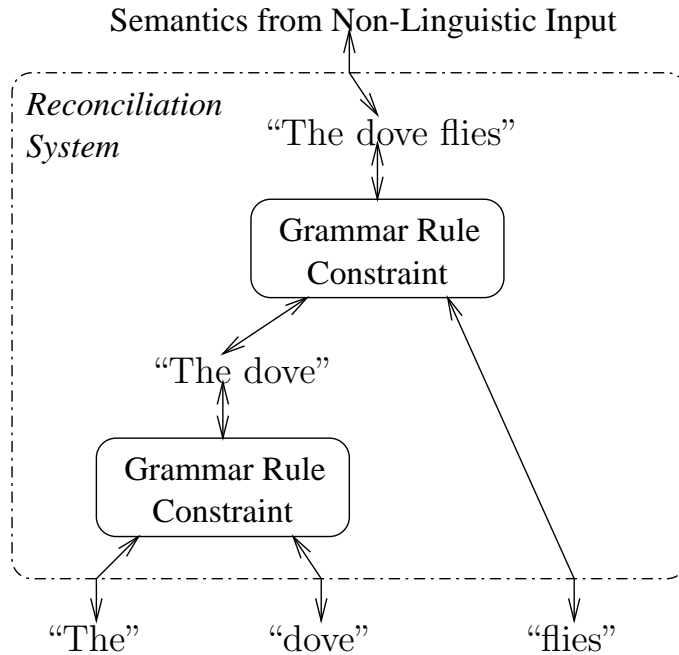 Semantics from Non-Linguistic Input
Reconciliation
System
“The dove flies”
Grammar Rule
Constraint
“The dove”
Grammar Rule
Constraint
“The” “dove” “flies”